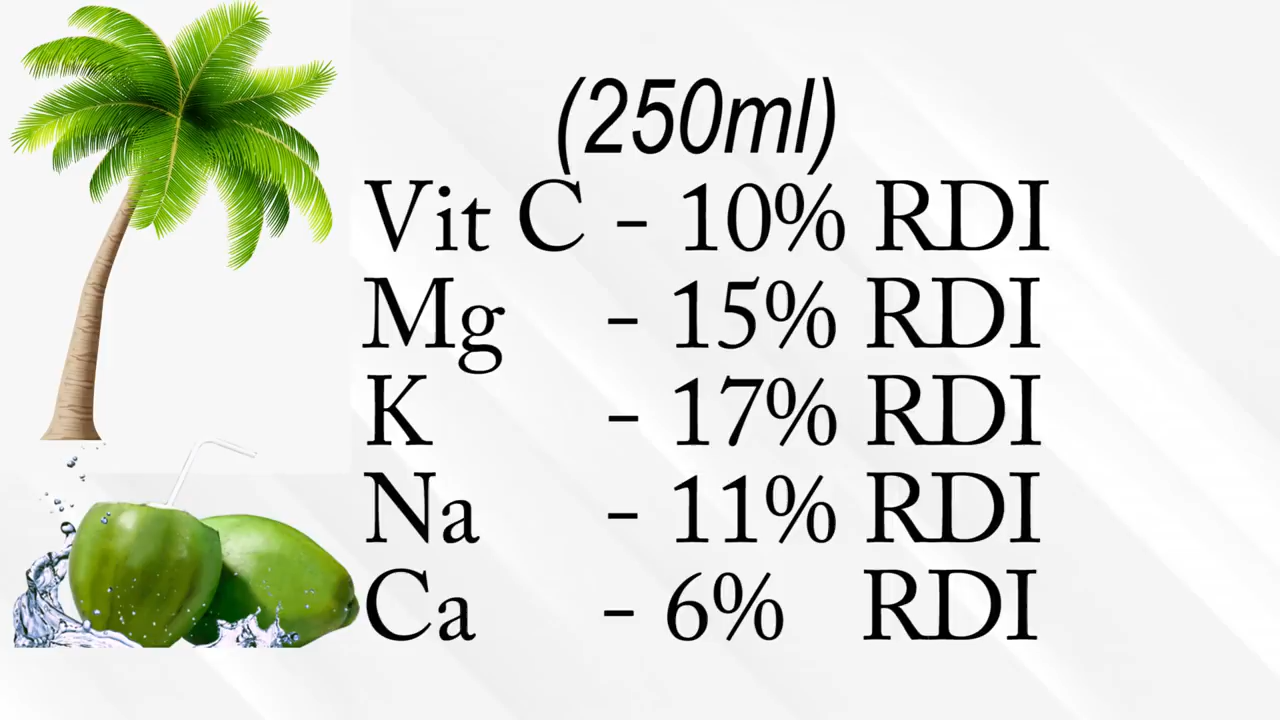 (250ml)
Vit C - 10% RDI
Mg - 15% RDI
K - 17% RDI
Na - 11% RDI
Ca - 6% RDI